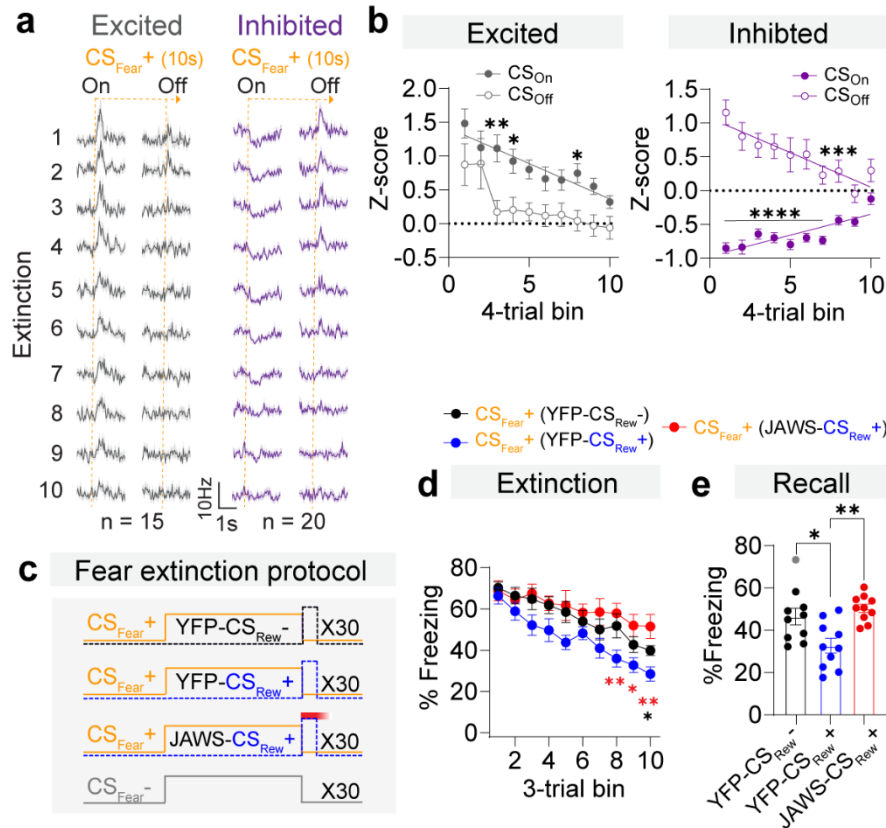 a
Excited
Inhibited
CSFear+ (10s)
CSFear+ (10s)
On
Off
On
Off
Extinction
1
2
3
4
5
6
7
8
9
10
10Hz
1s
n = 15
n = 20
b
Excited
Inhibted
CSOn
CSOff
CSOn
CSOff
Z-score
2.0
1.5
1.0
0.5
0.0
-0.5
** * *
0 5 10
4-trial bin
Z-score
1.5
1.0
0.5
0.0
-0.5
-1.0
***
****
0 5 10
4-trial bin
c
Fear extinction protocol
CSFear+ YFP-CSRew- X30
CSFear+ YFP-CSRew+ X30
CSFear+ JAWS-CSRew+ X30
CSFear- X30
CSFear+ (YFP-CSRew-)
CSFear+ (JAWS-CSRew+)
CSFear+ (YFP-CSRew+)
d
Extinction
% Freezing
80
60
40
20
0
** * **
*
2 4 6 8 10
3-trial bin
e
Recall
%Freezing
80
60
40
20
0
* **
YFP-CSRew-
YFP-CSRew+
JAWS-CSRew+